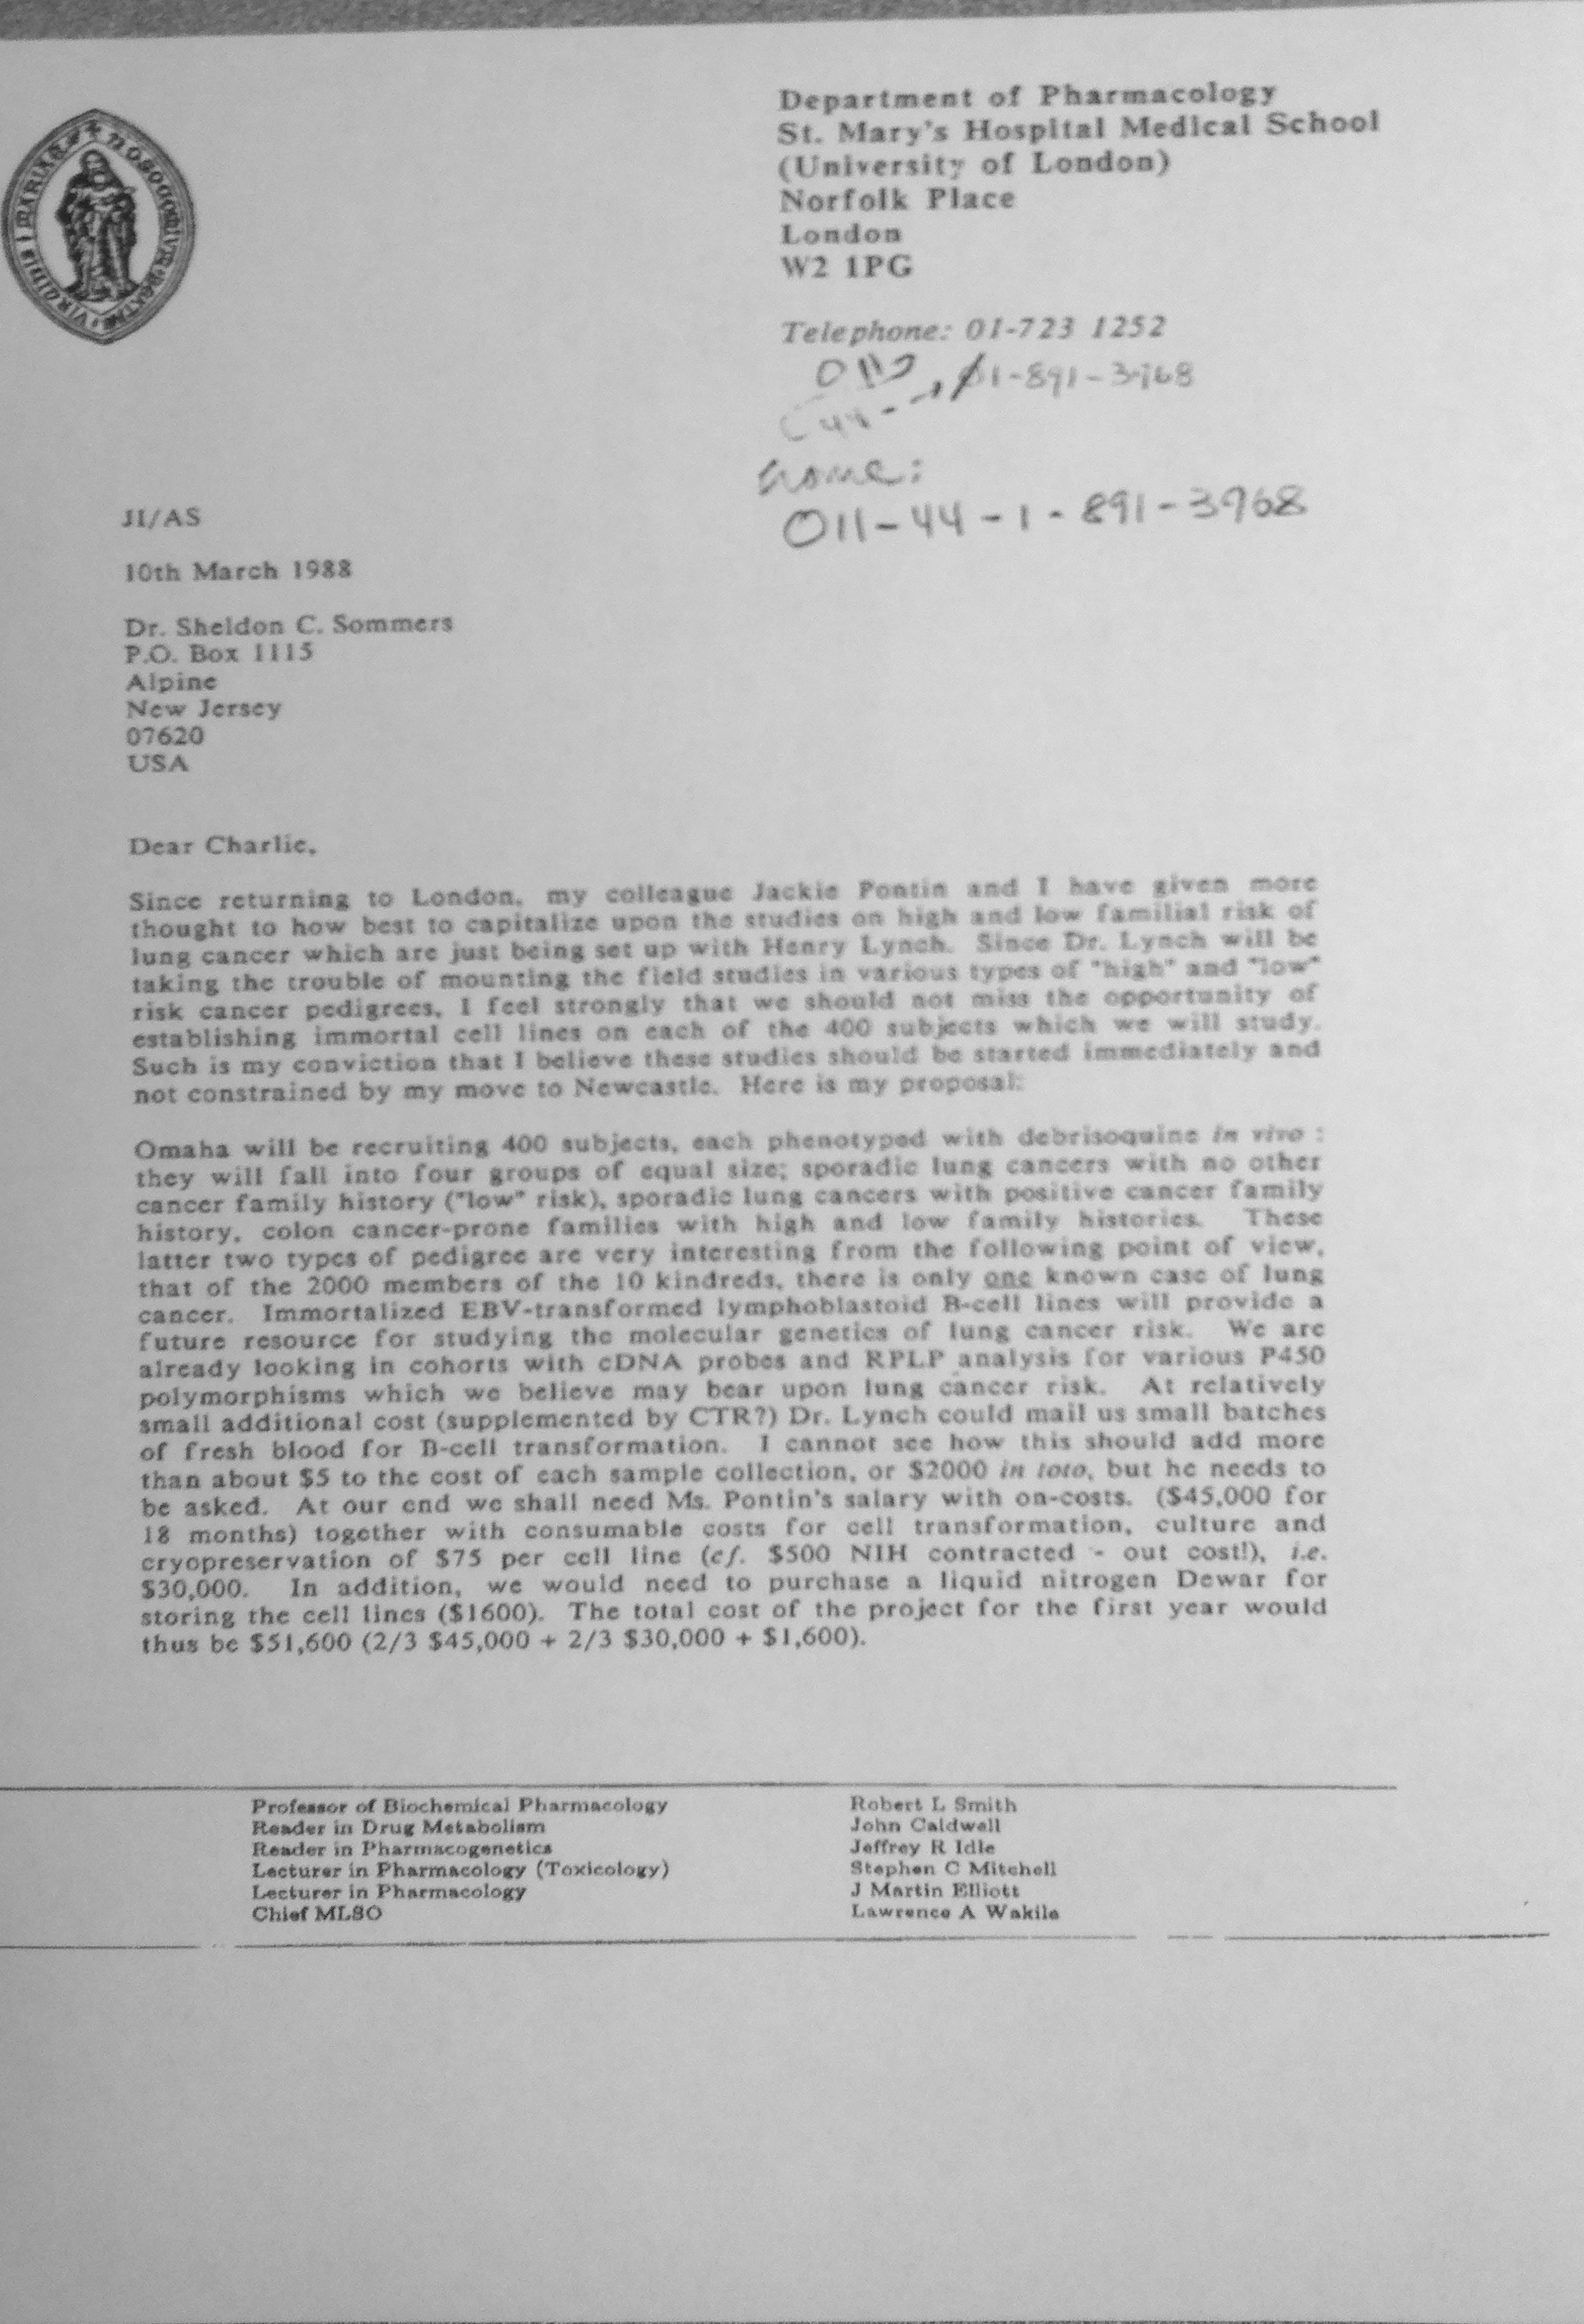 Department of Pharmacology
St. Mary's Hospital Medical School
(University of London)
Norfolk Place
London
W2 1PG
Telephone: 01-723 1252
01-891-3968
44 -
home:
011-44-1-891-3968
JI/AS
10th March 1988
Dr. Sheldon C. Sommers
P.O. Box 1115
Alpine
New Jersey
07620
USA
Dear Charlie,
Since returning to London, my colleague Jackie Pontin and I have given more
thought to how best to capitalize upon the studies on high and low familial risk of
lung cancer which are just being set up with Henry Lynch. Since Dr. Lynch will be
taking the trouble of mounting the field studies in various types of "high" and "low"
risk cancer pedigrees, I feel strongly that we should not miss the opportunity of
establishing immortal cell lines on each of the 400 subjects which we will study.
Such is my conviction that I believe these studies should be started immediately and
not constrained by my move to Newcastle. Here is my proposal:
Omaha will be recruiting 400 subjects, each phenotyped with debrisoquine in vivo :
they will fall into four groups of equal size; sporadic lung cancers with no other
cancer family history ("low" risk), sporadic lung cancers with positive cancer family
history, colon cancer-prone families with high and low family histories. These
latter two types of pedigree are very interesting from the following point of view,
that of the 2000 members of the 10 kindreds, there is only one known case of lung
cancer. Immortalized EBV-transformed lymphoblastoid B-cell lines will provide a
future resource for studying the molecular genetics of lung cancer risk. We are
already looking in cohorts with cDNA probes and RPLP analysis for various P450
polymorphisms which we believe may bear upon lung cancer risk. At relatively
small additional cost (supplemented by CTR?) Dr. Lynch could mail us small batches
of fresh blood for B-cell transformation. I cannot see how this should add more
than about $5 to the cost of each sample collection, or $2000 in toto, but he needs to
be asked. At our end we shall need Ms. Pontin's salary with on-costs. ($45,000 for
18 months) together with consumable costs for cell transformation, culture and
cryopreservation of $75 per cell line (cf. $500 NIH contracted - out cost!), i.e.
$30,000. In addition, we would need to purchase a liquid nitrogen Dewar for
storing the cell lines ($1600). The total cost of the project for the first year would
thus be $51,600 (2/3 $45,000 + 2/3 $30,000 + $1,600).
Professor of Biochemical Pharmacology Robert L Smith
Reader in Drug Metabolism John Caldwell
Reader in Pharmacogenetics Jeffrey R Idle
Lecturer in Pharmacology (Toxicology) Stephen C Mitchell
Lecturer in Pharmacology J Martin Elliott
Chief MLSO Lawrence A Wakile